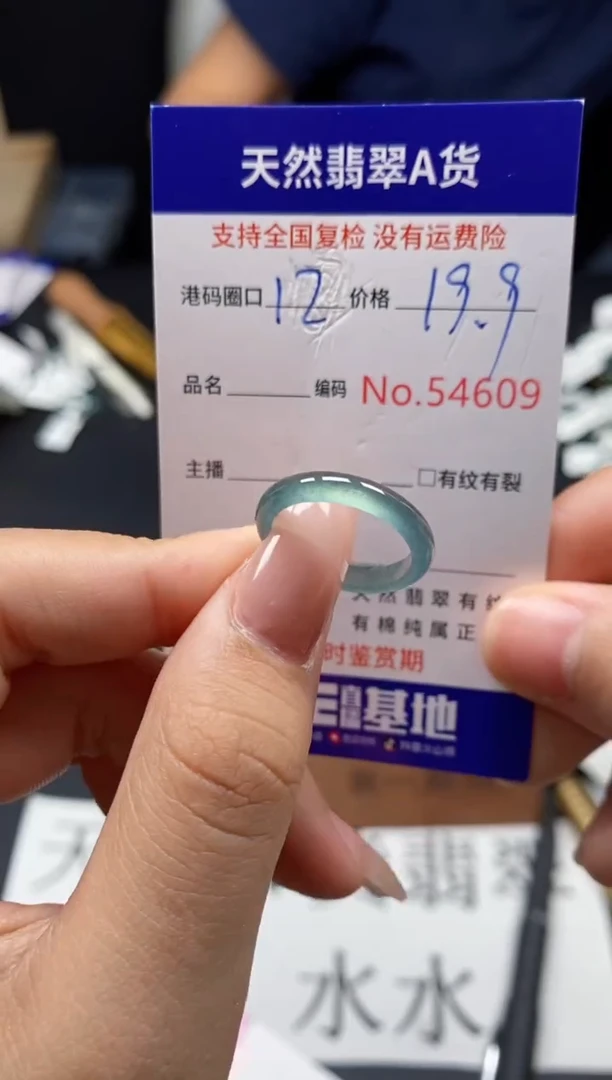 天然翡翠A货
支持全国复检 没有运费险
港码圈口 12 价格 19.9
品名 编码 No.54609
主播 □有纹有裂
天然翡翠有纹
有棉纯属正
时鉴赏期
直播基地
翡翠
水水